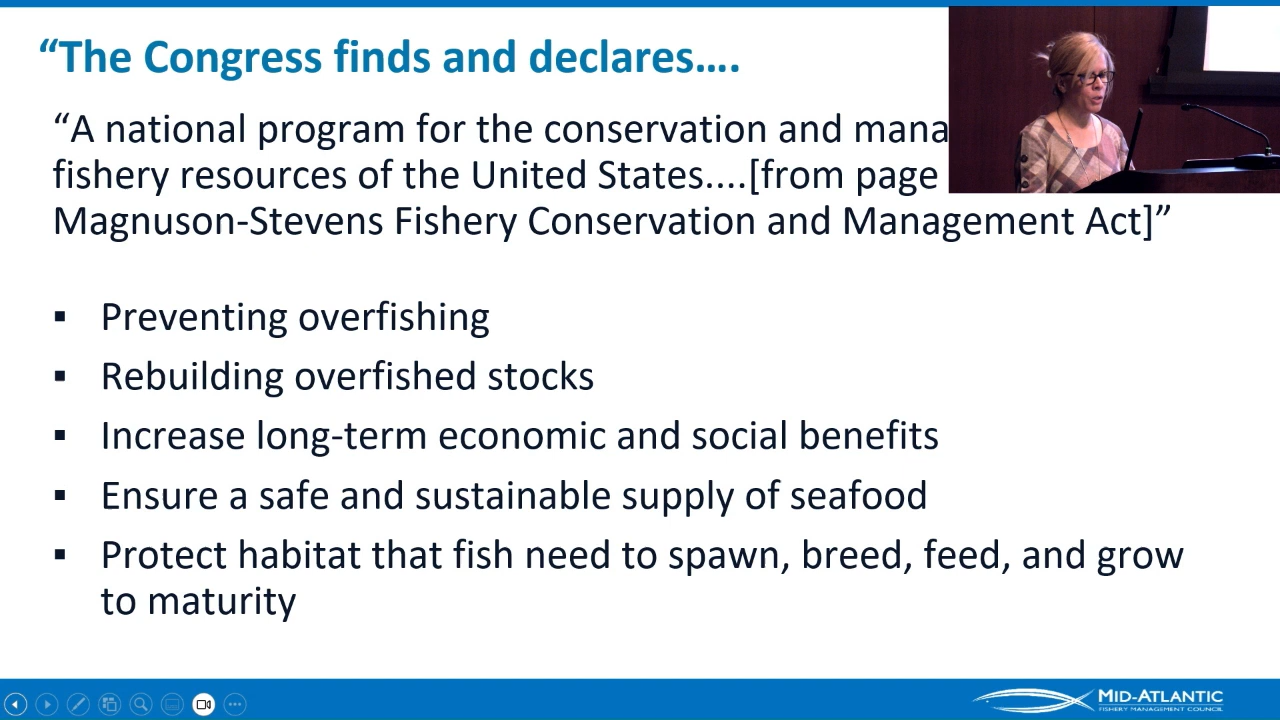 “The Congress finds and declares....
“A national program for the conservation and mana
fishery resources of the United States....[from page
Magnuson-Stevens Fishery Conservation and Management Act]”
▪ Preventing overfishing
▪ Rebuilding overfished stocks
▪ Increase long-term economic and social benefits
▪ Ensure a safe and sustainable supply of seafood
▪ Protect habitat that fish need to spawn, breed, feed, and grow
to maturity
MID-ATLANTIC
FISHERY MANAGEMENT COUNCIL